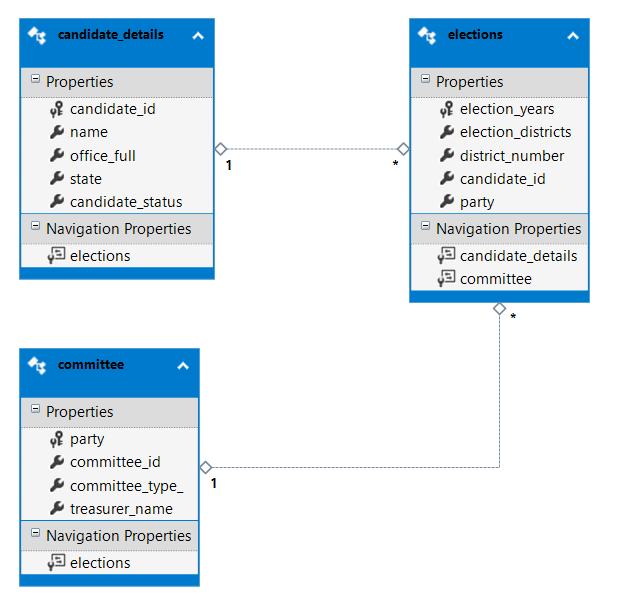 candidate_details
Properties
candidate_id
name
office_full
state
candidate_status
Navigation Properties
elections
1
*
elections
Properties
election_years
election_districts
district_number
candidate_id
party
Navigation Properties
candidate_details
committee
*
committee
Properties
party
committee_id
committee_type_
treasurer_name
Navigation Properties
elections
1